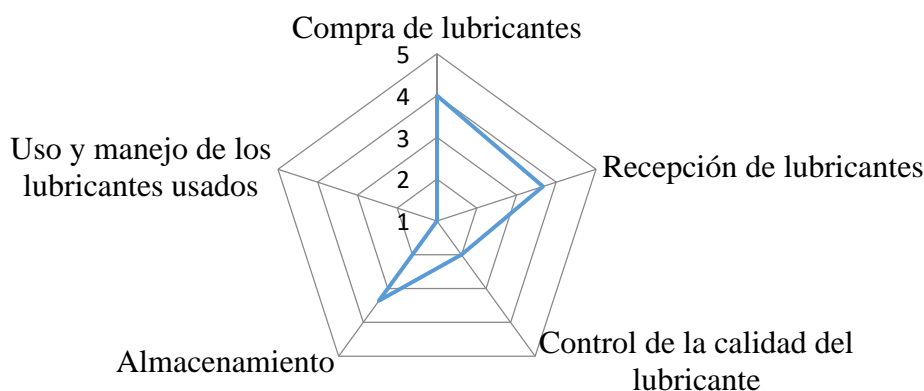 Compra de lubricantes
5
4
3
2
1
Uso y manejo de los
lubricantes usados
Recepción de lubricantes
Almacenamiento
Control de la calidad del
lubricante